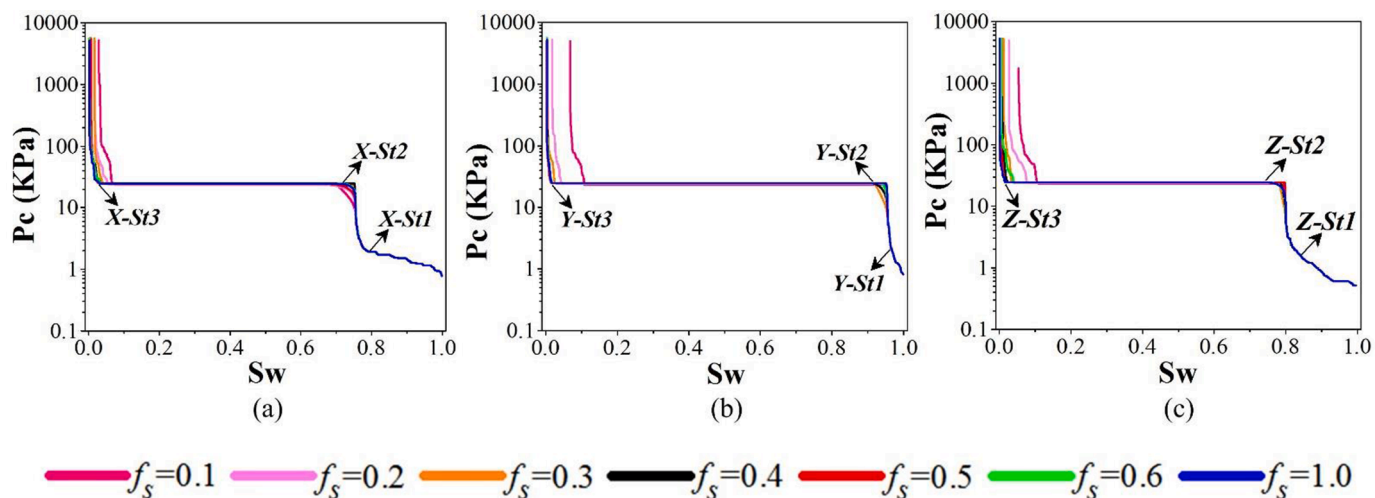 10000
1000
100
10
1
0.1
Pc (KPa)
X-St2
X-St3
X-St1
0.0 0.2 0.4 0.6 0.8 1.0
Sw
(a)
10000
1000
100
10
1
0.1
Pc (KPa)
Y-St2
Y-St3
Y-St1
0.0 0.2 0.4 0.6 0.8 1.0
Sw
(b)
10000
1000
100
10
1
0.1
Pc (KPa)
Z-St2
Z-St3
Z-St1
0.0 0.2 0.4 0.6 0.8 1.0
Sw
(c)
fs=0.1 fs=0.2 fs=0.3 fs=0.4 fs=0.5 fs=0.6 fs=1.0